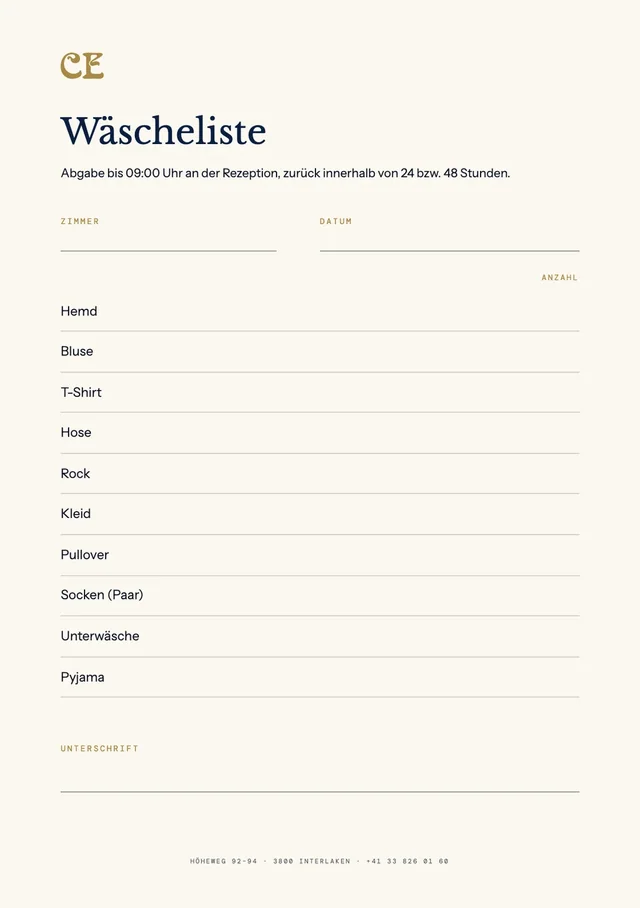 CE
Wäscheliste
Abgabe bis 09:00 Uhr an der Rezeption, zurück innerhalb von 24 bzw. 48 Stunden.
ZIMMER DATUM
ANZAHL
Hemd
Bluse
T-Shirt
Hose
Rock
Kleid
Pullover
Socken (Paar)
Unterwäsche
Pyjama
UNTERSCHRIFT
HÖHEWEG 92-94 · 3800 INTERLAKEN · +41 33 826 01 60